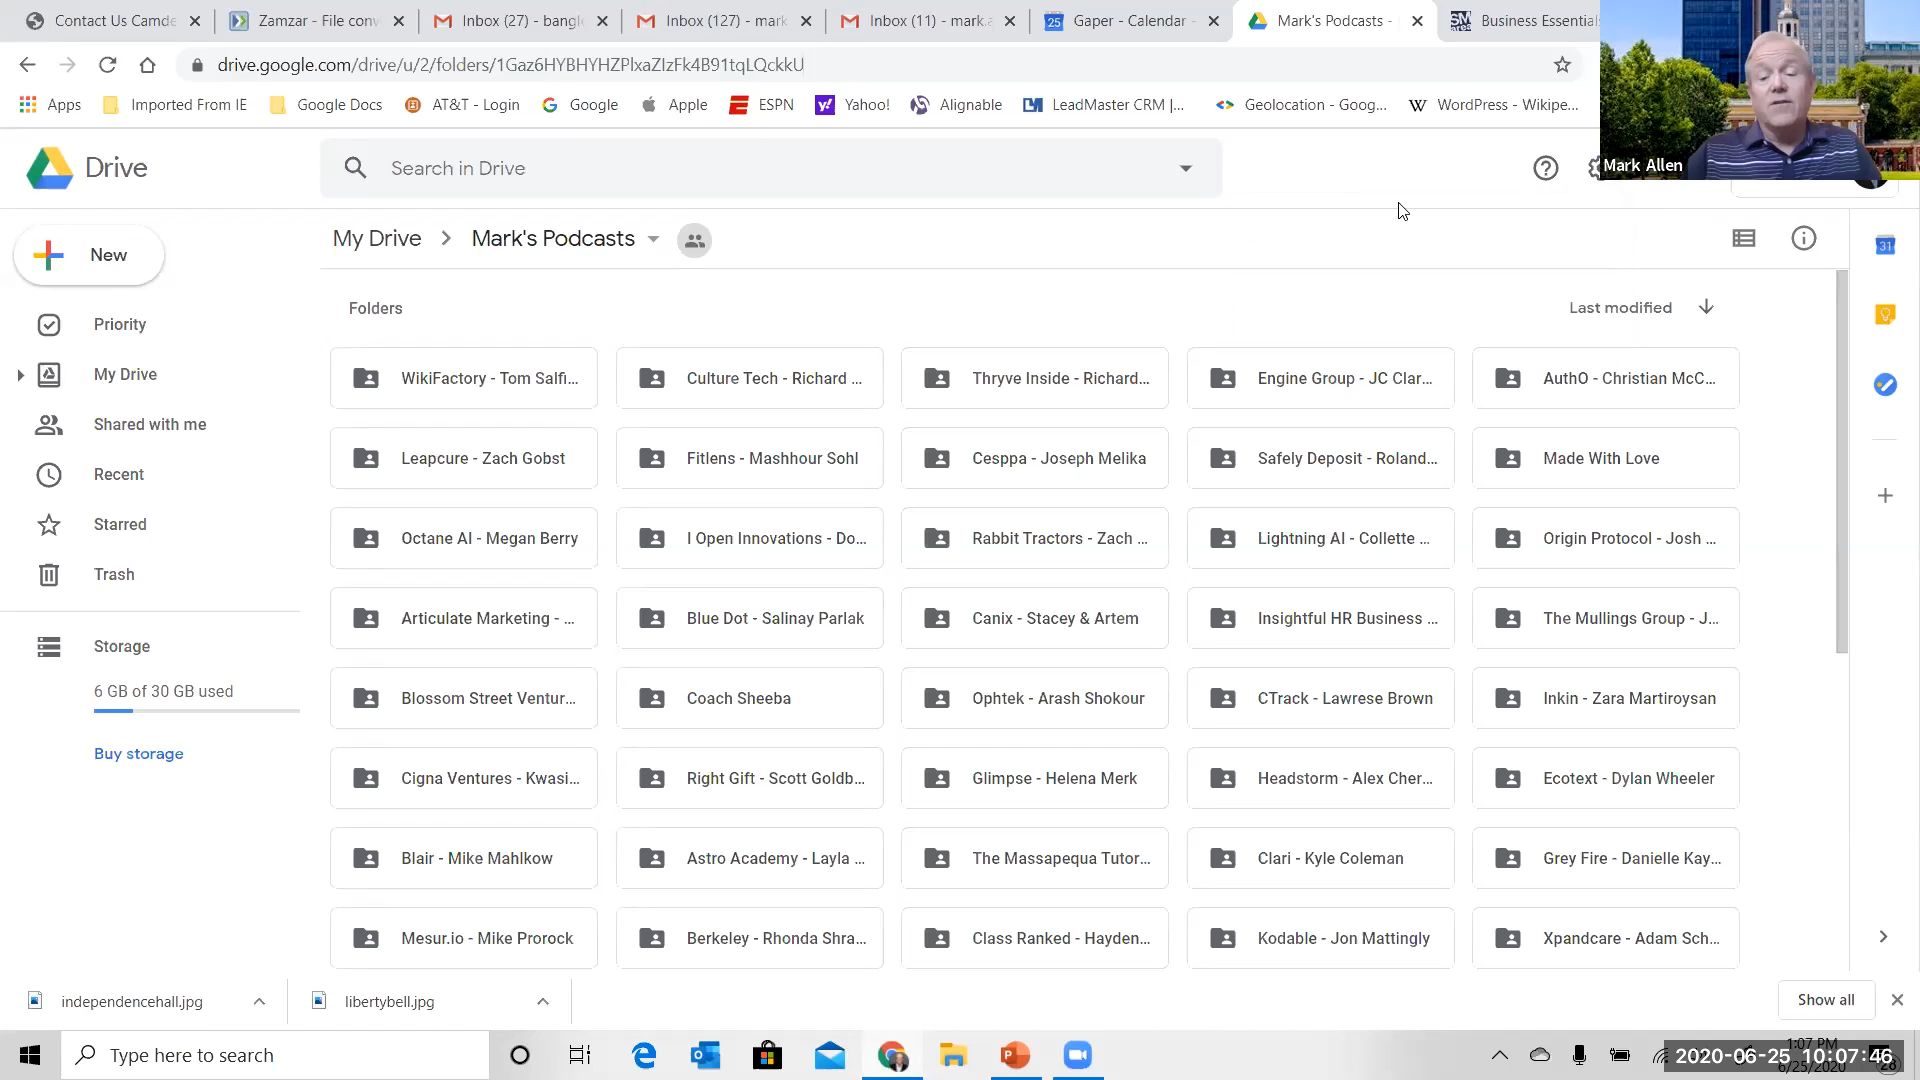 Contact Us Camde
Zamzar - File conv
Inbox (27) - bangl
Inbox (127) - mark
Inbox (11) - mark.a
Gaper - Calendar -
Mark's Podcasts -
Business Essential
drive.google.com/drive/u/2/folders/1Gaz6HYBHYHZPlxaZIzFk4B91tqLQckkU
Apps
Imported From IE
Google Docs
AT&T - Login
Google
Apple
ESPN
Yahoo!
Alignable
LeadMaster CRM |...
Geolocation - Goog...
WordPress - Wikipe...
Mark Allen
Drive
Search in Drive
New
My Drive > Mark's Podcasts
Priority
My Drive
Shared with me
Recent
Starred
Trash
Storage
6 GB of 30 GB used
Buy storage
Folders
Last modified
WikiFactory - Tom Salfi...
Culture Tech - Richard ...
Thryve Inside - Richard...
Engine Group - JC Clar...
AuthO - Christian McC...
Leapcure - Zach Gobst
Fitlens - Mashhour Sohl
Cesppa - Joseph Melika
Safely Deposit - Roland...
Made With Love
Octane AI - Megan Berry
I Open Innovations - Do...
Rabbit Tractors - Zach ...
Lightning AI - Collette ...
Origin Protocol - Josh ...
Articulate Marketing - ...
Blue Dot - Salinay Parlak
Canix - Stacey & Artem
Insightful HR Business ...
The Mullings Group - J...
Blossom Street Ventur...
Coach Sheeba
Ophtek - Arash Shokour
CTrack - Lawrese Brown
Inkin - Zara Martiroysan
Cigna Ventures - Kwasi...
Right Gift - Scott Goldb...
Glimpse - Helena Merk
Headstorm - Alex Cher...
Ecotext - Dylan Wheeler
Blair - Mike Mahlkow
Astro Academy - Layla ...
The Massapequa Tutor...
Clari - Kyle Coleman
Grey Fire - Danielle Kay...
Mesur.io - Mike Prorock
Berkeley - Rhonda Shra...
Class Ranked - Hayden...
Kodable - Jon Mattingly
Xpandcare - Adam Sch...
independencehall.jpg
libertybell.jpg
Show all
Type here to search
1:07 PM
2020-06-25 10:07:46
6/25/2020
28